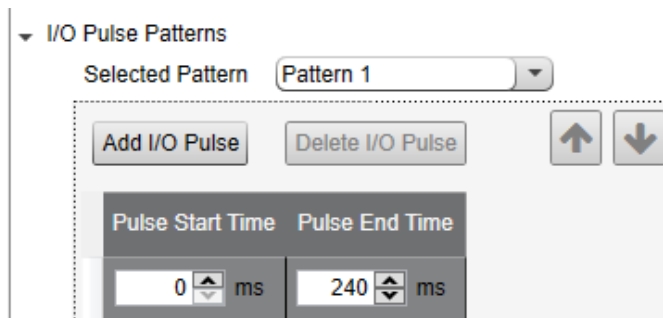 I/O Pulse Patterns
Selected Pattern Pattern 1
Add I/O Pulse Delete I/O Pulse
Pulse Start Time Pulse End Time
0 ms 240 ms